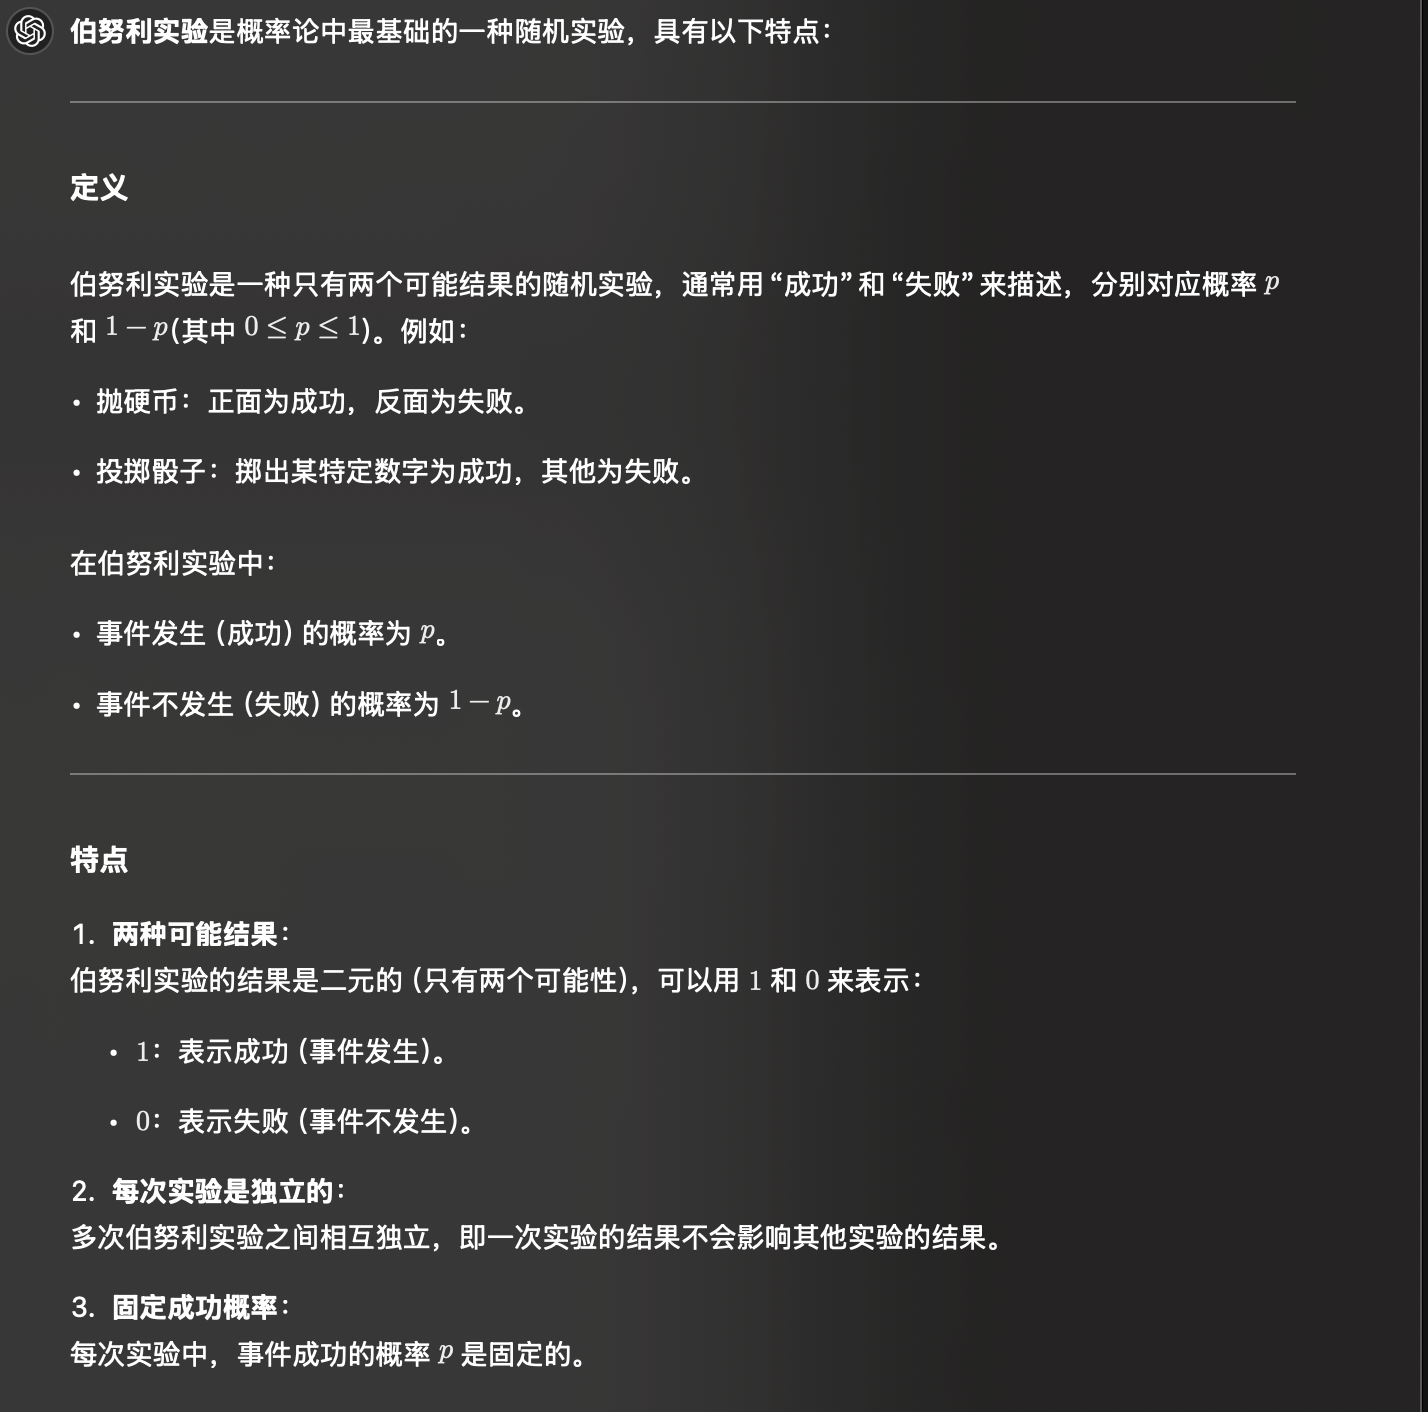 伯努利实验是概率论中最基础的一种随机实验，具有以下特点：
定义
伯努利实验是一种只有两个可能结果的随机实验，通常用“成功”和“失败”来描述，分别对应概率 p
和 1 − p(其中 0 ≤ p ≤ 1)。例如：
• 抛硬币：正面为成功，反面为失败。
• 投掷骰子：掷出某特定数字为成功，其他为失败。
在伯努利实验中：
• 事件发生（成功）的概率为 p。
• 事件不发生（失败）的概率为 1 − p。
特点
1. 两种可能结果：
伯努利实验的结果是二元的（只有两个可能性），可以用 1 和 0 来表示：
• 1：表示成功（事件发生）。
• 0：表示失败（事件不发生）。
2. 每次实验是独立的：
多次伯努利实验之间相互独立，即一次实验的结果不会影响其他实验的结果。
3. 固定成功概率：
每次实验中，事件成功的概率 p 是固定的。